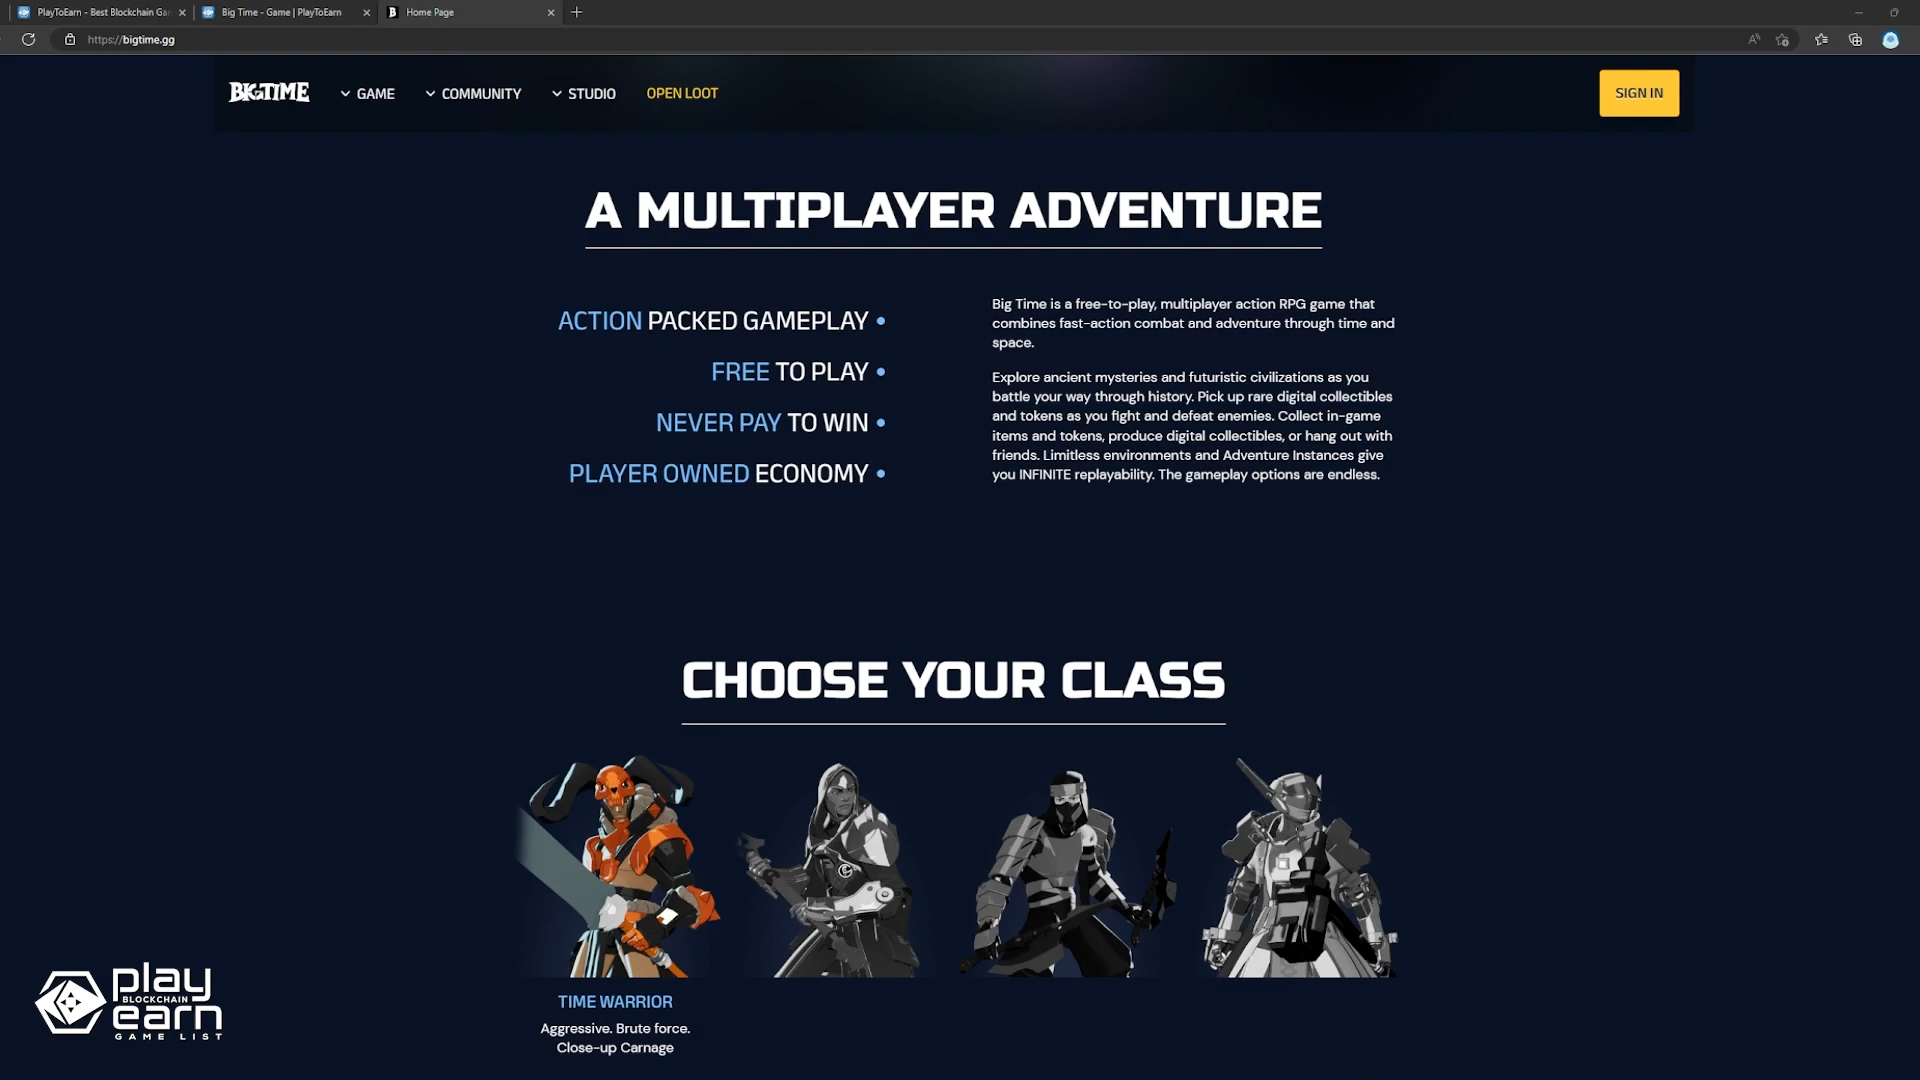 PlayToEarn - Best Blockchain Ga
Big Time - Game | PlayToEarn
Home Page
https://bigtime.gg
BIGTIME
GAME
COMMUNITY
STUDIO
OPEN LOOT
SIGN IN
A MULTIPLAYER ADVENTURE
ACTION PACKED GAMEPLAY •
FREE TO PLAY •
NEVER PAY TO WIN •
PLAYER OWNED ECONOMY •
Big Time is a free-to-play, multiplayer action RPG game that
combines fast-action combat and adventure through time and
space.
Explore ancient mysteries and futuristic civilizations as you
battle your way through history. Pick up rare digital collectibles
and tokens as you fight and defeat enemies. Collect in-game
items and tokens, produce digital collectibles, or hang out with
friends. Limitless environments and Adventure Instances give
you INFINITE replayability. The gameplay options are endless.
CHOOSE YOUR CLASS
TIME WARRIOR
Aggressive. Brute force.
Close-up Carnage
play
BLOCKCHAIN
earn
GAME LIST